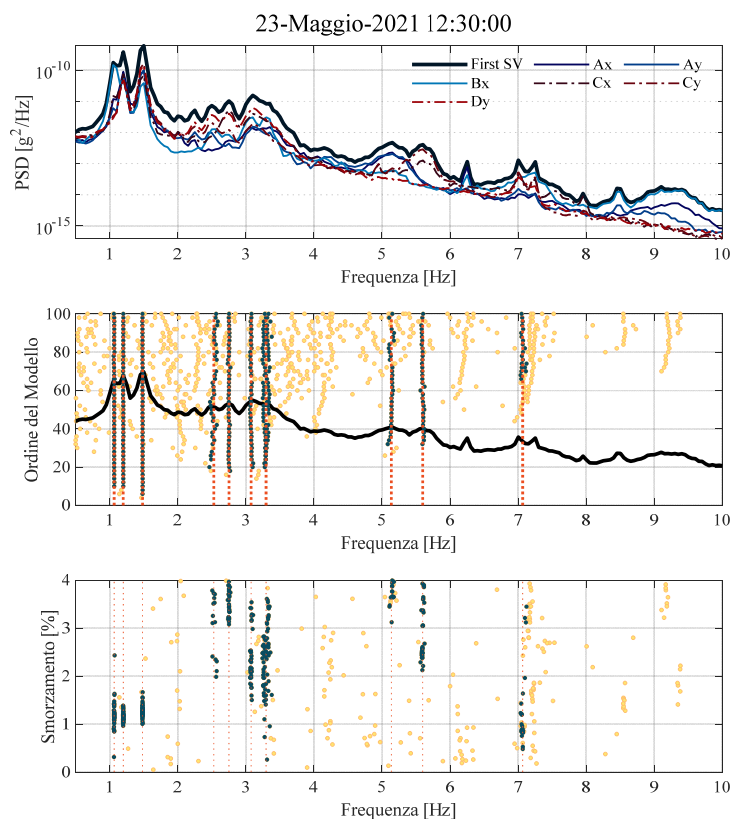 23-Maggio-2021 12:30:00
First SV Ax Ay
Bx Cx Cy
Dy
PSD [g²/Hz]
10⁻¹⁰
10⁻¹⁵
1 2 3 4 5 6 7 8 9 10
Frequenza [Hz]
Ordine del Modello
100
80
60
40
20
0
1 2 3 4 5 6 7 8 9 10
Frequenza [Hz]
Smorzamento [%]
4
3
2
1
0
1 2 3 4 5 6 7 8 9 10
Frequenza [Hz]